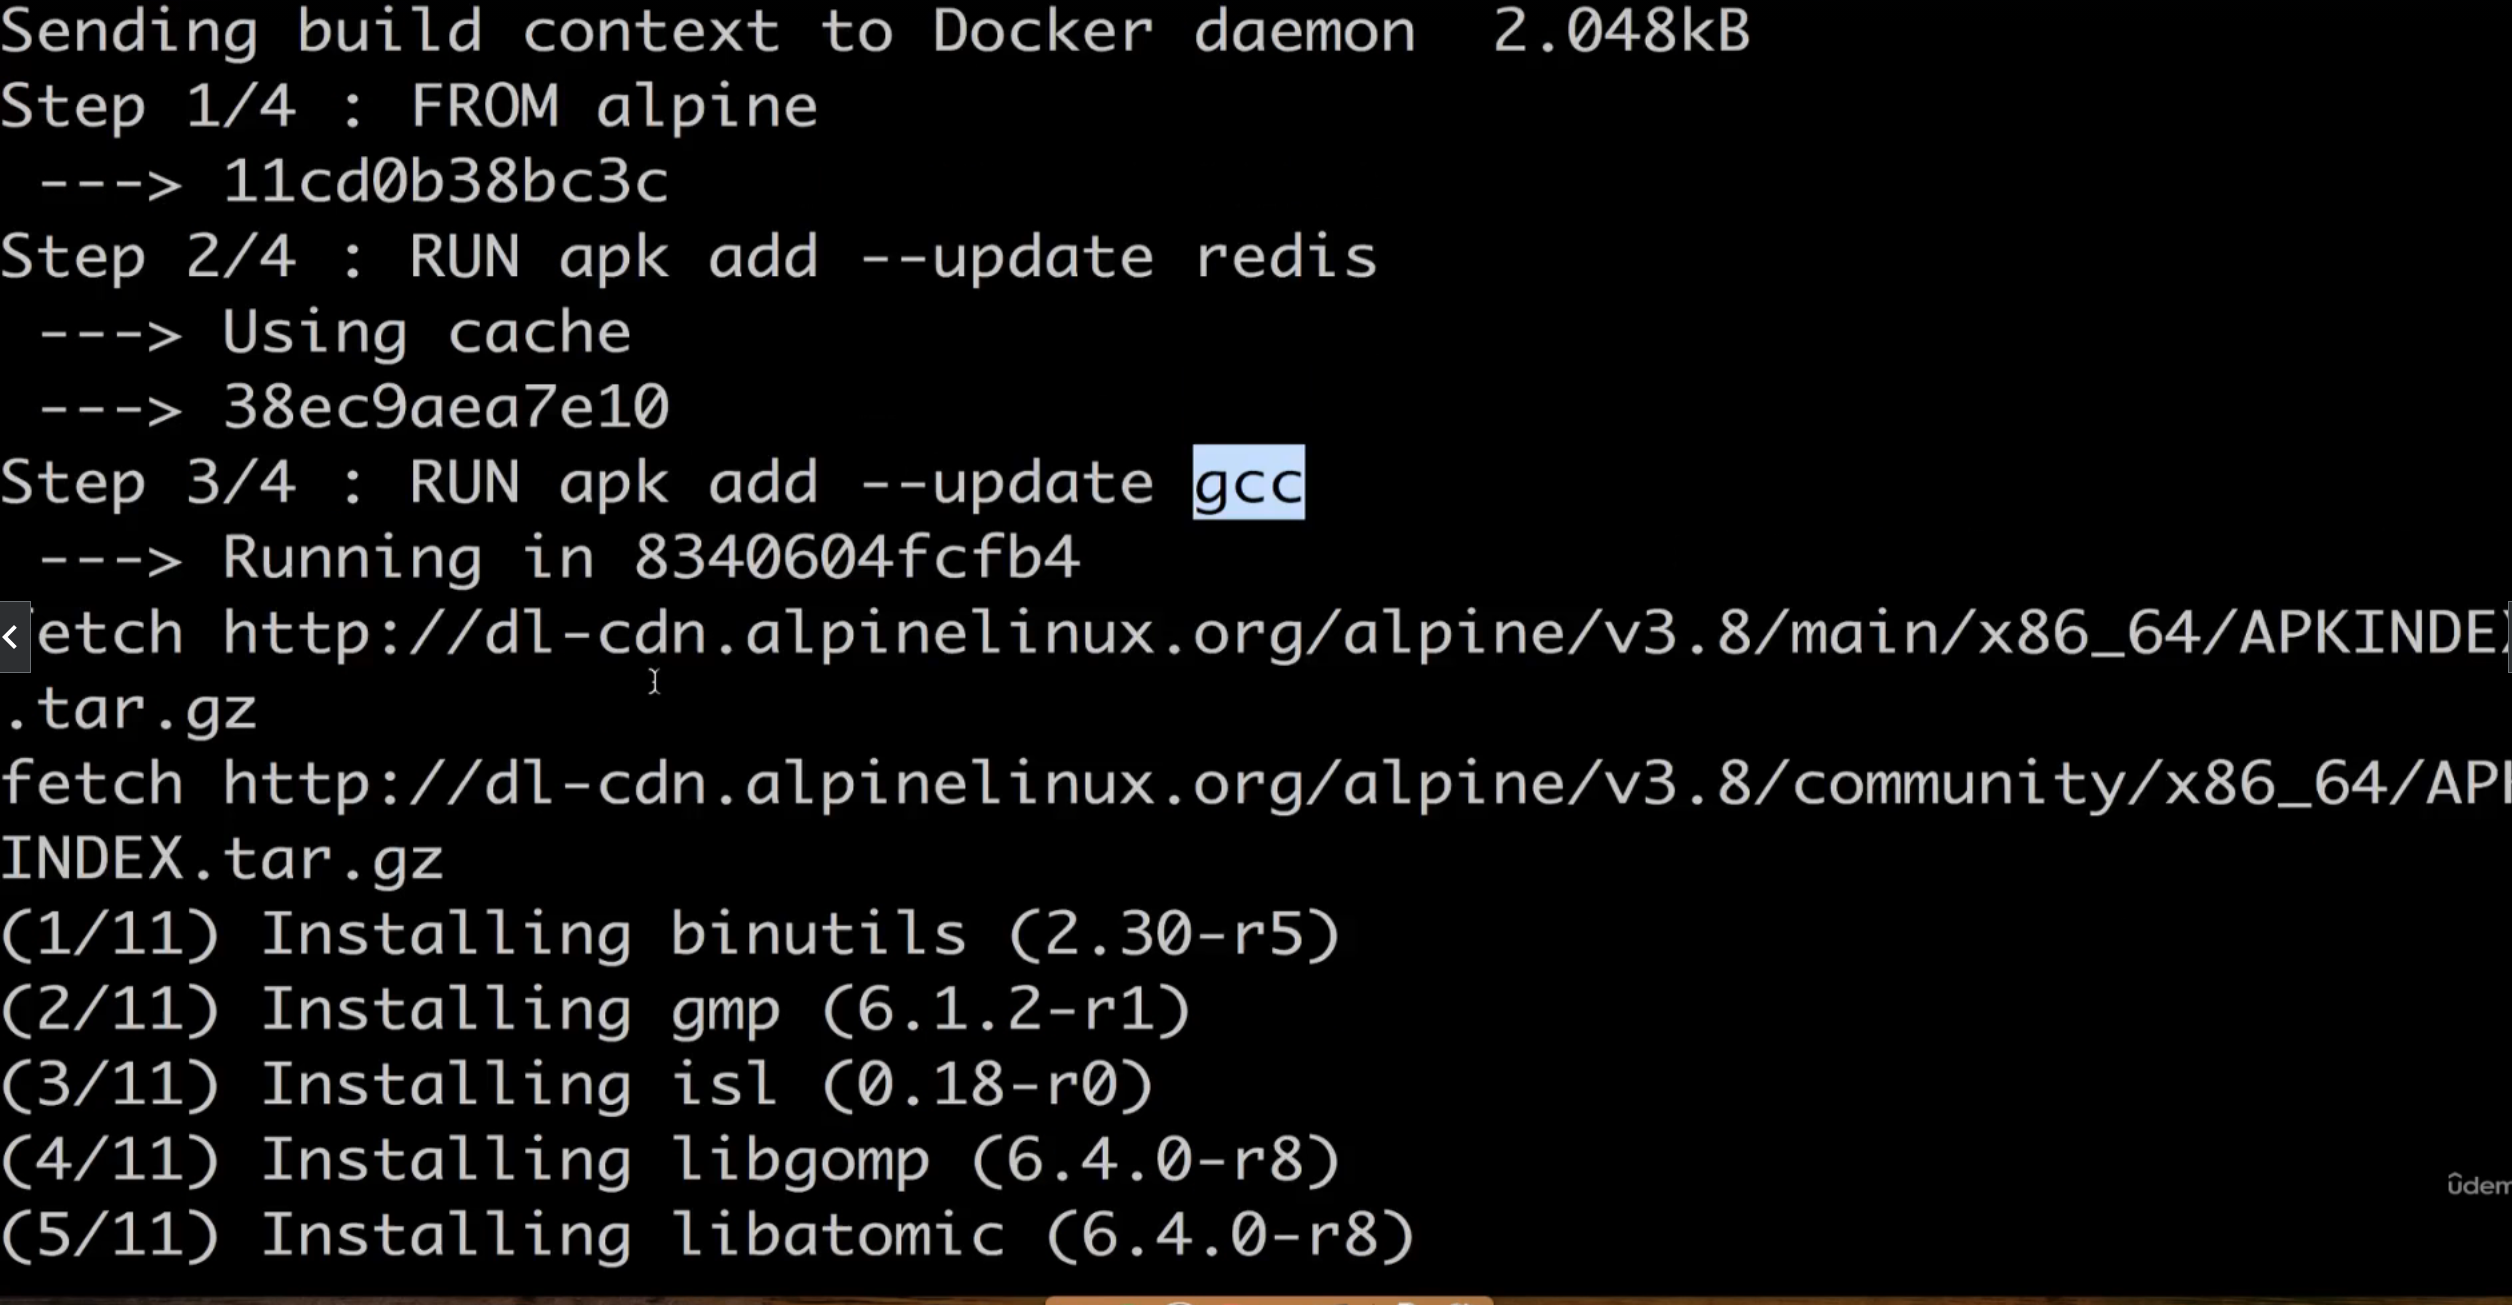 Sending build context to Docker daemon  2.048kB
Step 1/4 : FROM alpine
 ---> 11cd0b38bc3c
Step 2/4 : RUN apk add --update redis
 ---> Using cache
 ---> 38ec9aea7e10
Step 3/4 : RUN apk add --update gcc
 ---> Running in 8340604fcfb4
fetch http://dl-cdn.alpinelinux.org/alpine/v3.8/main/x86_64/APKINDEX
.tar.gz
fetch http://dl-cdn.alpinelinux.org/alpine/v3.8/community/x86_64/APK
INDEX.tar.gz
(1/11) Installing binutils (2.30-r5)
(2/11) Installing gmp (6.1.2-r1)
(3/11) Installing isl (0.18-r0)
(4/11) Installing libgomp (6.4.0-r8)
ûdem
(5/11) Installing libatomic (6.4.0-r8)